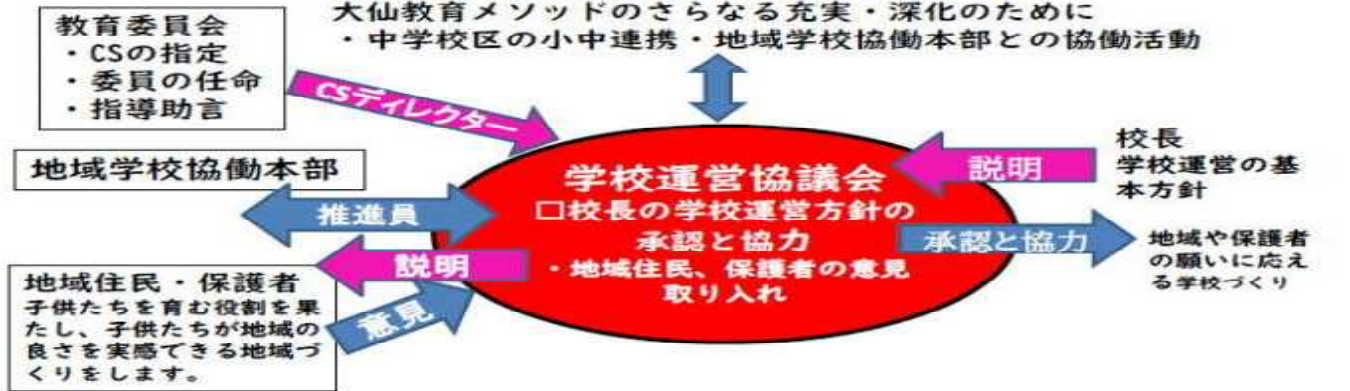 大仙教育メソッドのさらなる充実・深化のために
・中学校区の小中連携・地域学校協働本部との協働活動
教育委員会
・CSの指定
・委員の任命
・指導助言
CSディレクター
地域学校協働本部
推進員
説明
意見
地域住民・保護者
子供たちを育む役割を果
たし、子供たちが地域の
良さを実感できる地域づ
くりをします。
学校運営協議会
□校長の学校運営方針の
承認と協力
・地域住民、保護者の意見
取り入れ
説明
承認と協力
校長
学校運営の基
本方針
地域や保護者
の願いに応え
る学校づくり